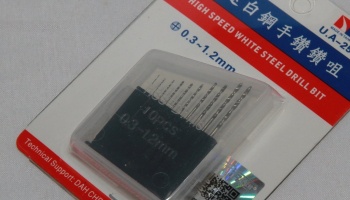 白鋼手鑽鑽咀
U.A-25
HIGH SPEED WHITE STEEL DRILL BIT
0.3~1.2mm
10pcs
0.3-1.2mm
Technical Support: DAH